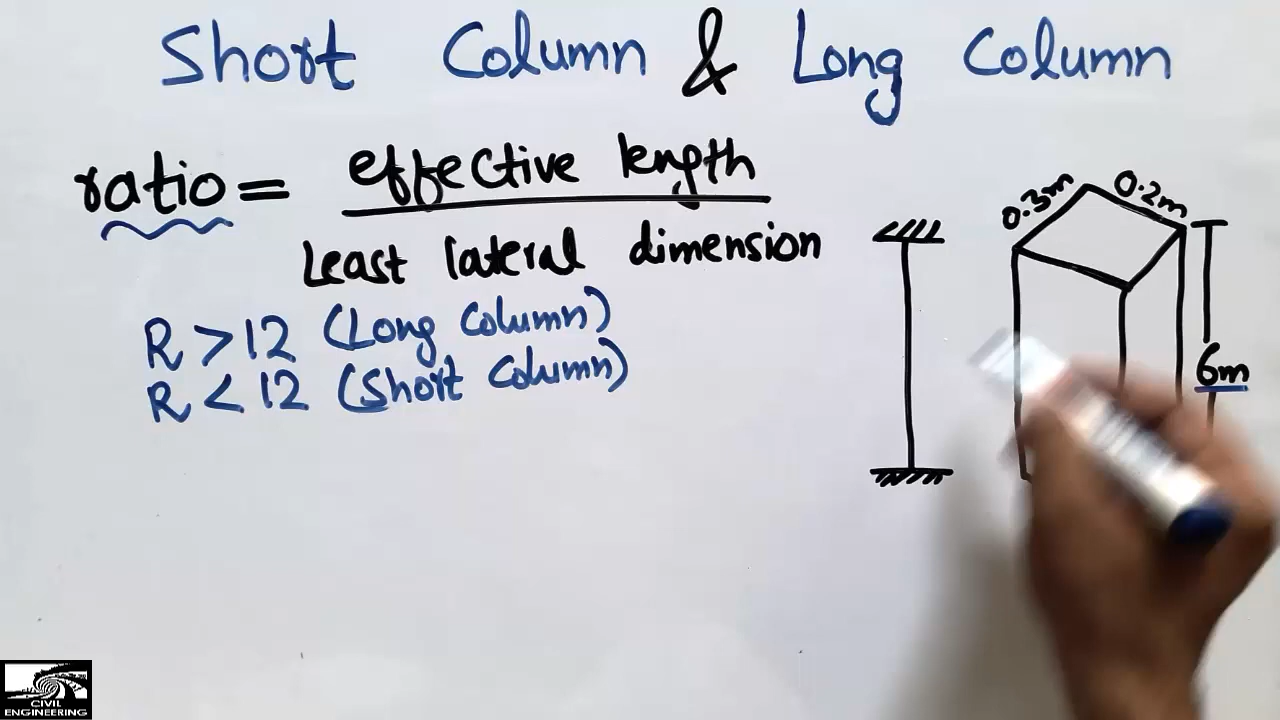 Short Column & Long Column
ratio = effective length
Least lateral dimension
R > 12 (Long Column)
R < 12 (Short Column)
0.3m
0.2m
6m
CIVIL
ENGINEERING